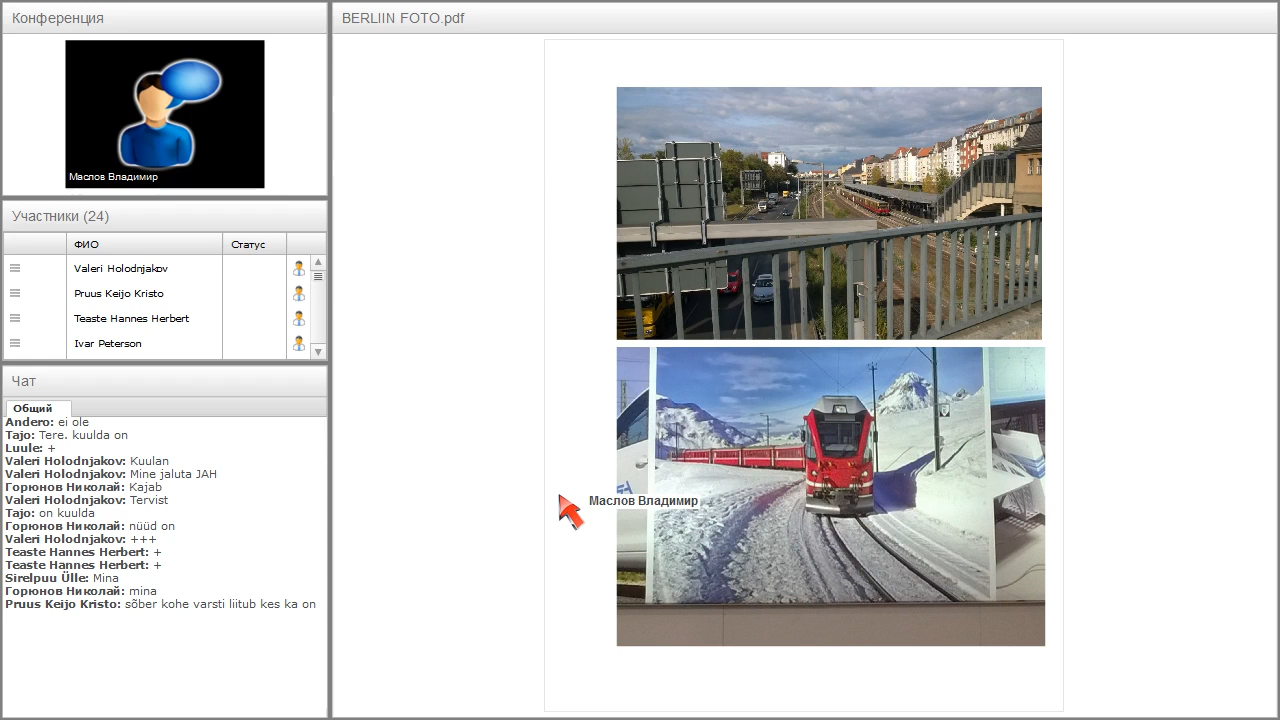 Конференция
Маслов Владимир
Участники (24)
ФИО Статус
Valeri Holodnjakov
Pruus Keijo Kristo
Teaste Hannes Herbert
Ivar Peterson
Чат
Общий
Andero: ei ole
Tajo: Tere. kuulda on
Luule: +
Valeri Holodnjakov: Kuulan
Valeri Holodnjakov: Mine jaluta JAH
Горюнов Николай: Kajab
Valeri Holodnjakov: Tervist
Tajo: on kuulda
Горюнов Николай: nüüd on
Valeri Holodnjakov: +++
Teaste Hannes Herbert: +
Teaste Hannes Herbert: +
Sirelpuu Ülle: Mina
Горюнов Николай: mina
Pruus Keijo Kristo: sõber kohe varsti liitub kes ka on
BERLIIN FOTO.pdf
Маслов Владимир